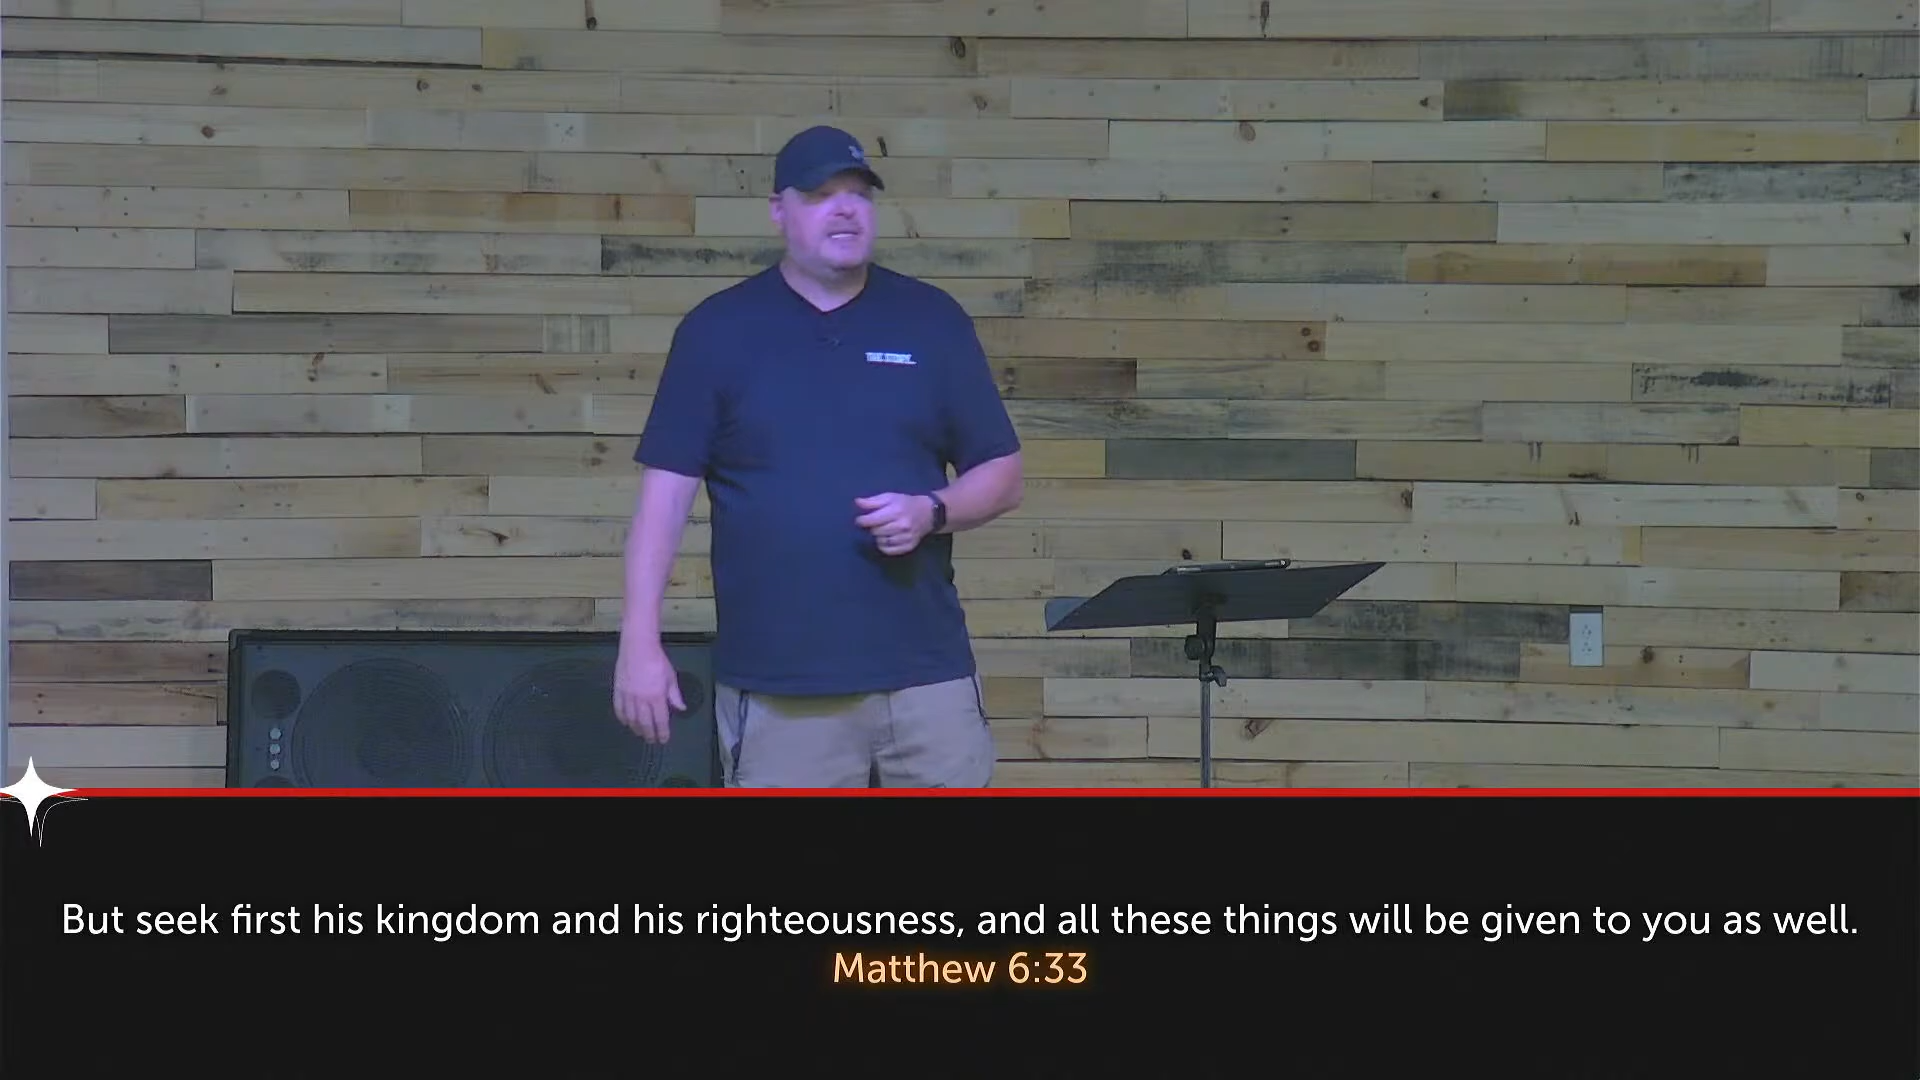 But seek first his kingdom and his righteousness, and all these things will be given to you as well.
Matthew 6:33